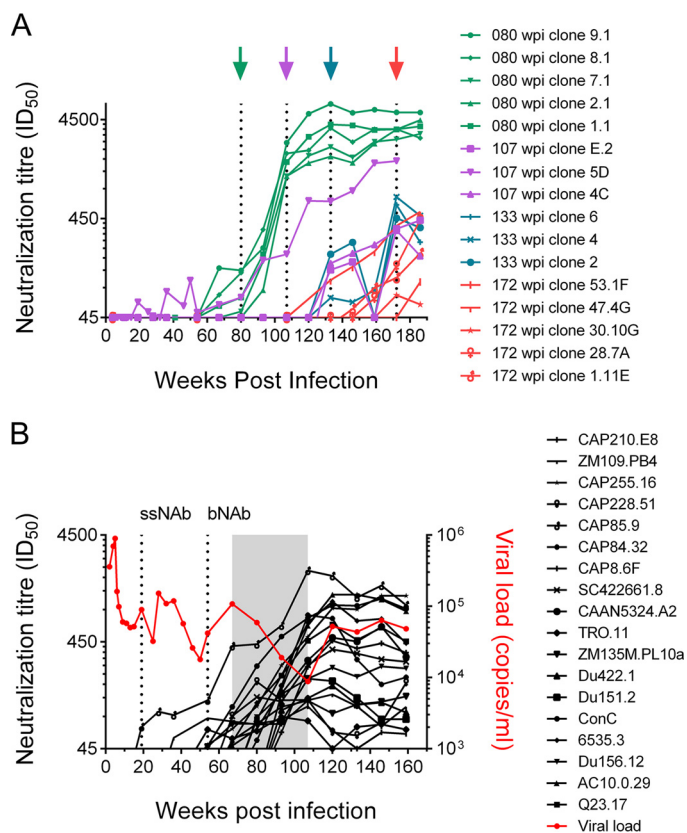 A
Neutralization titre (ID50)
4500
450
45
0 20 40 60 80 100 120 140 160 180
Weeks Post Infection
080 wpi clone 9.1
080 wpi clone 8.1
080 wpi clone 7.1
080 wpi clone 2.1
080 wpi clone 1.1
107 wpi clone E.2
107 wpi clone 5D
107 wpi clone 4C
133 wpi clone 6
133 wpi clone 4
133 wpi clone 2
172 wpi clone 53.1F
172 wpi clone 47.4G
172 wpi clone 30.10G
172 wpi clone 28.7A
172 wpi clone 1.11E
B
ssNAb bNAb
Neutralization titre (ID50)
4500
450
45
0 20 40 60 80 100 120 140 160
Weeks post infection
10^6
10^5
10^4
10^3
Viral load (copies/ml)
CAP210.E8
ZM109.PB4
CAP255.16
CAP228.51
CAP85.9
CAP84.32
CAP8.6F
SC422661.8
CAAN5324.A2
TRO.11
ZM135M.PL10a
Du422.1
Du151.2
ConC
6535.3
Du156.12
AC10.0.29
Q23.17
Viral load